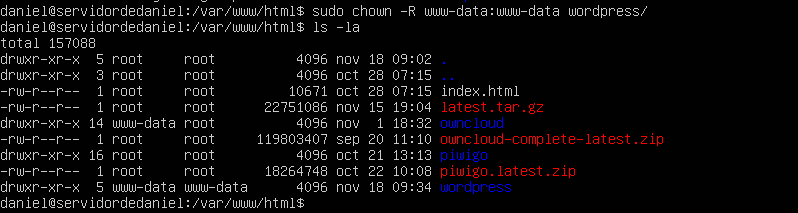 daniel@servidordedaniel:/var/www/html$ sudo chown -R www-data:www-data wordpress/
daniel@servidordedaniel:/var/www/html$ ls -la
total 157088
drwxr-xr-x  5 root     root          4096 nov 18 09:02 .
drwxr-xr-x  3 root     root          4096 oct 28 07:15 ..
-rw-r--r--  1 root     root         10671 oct 28 07:15 index.html
-rw-r--r--  1 root     root      22751086 nov 15 19:04 latest.tar.gz
drwxr-xr-x 14 www-data root          4096 nov  1 18:32 owncloud
-rw-r--r--  1 root     root     119803407 sep 20 11:10 owncloud-complete-latest.zip
drwxr-xr-x 16 root     root          4096 oct 21 13:13 piwigo
-rw-r--r--  1 root     root      18264748 oct 22 10:08 piwigo.latest.zip
drwxr-xr-x  5 www-data www-data      4096 nov 18 09:34 wordpress
daniel@servidordedaniel:/var/www/html$